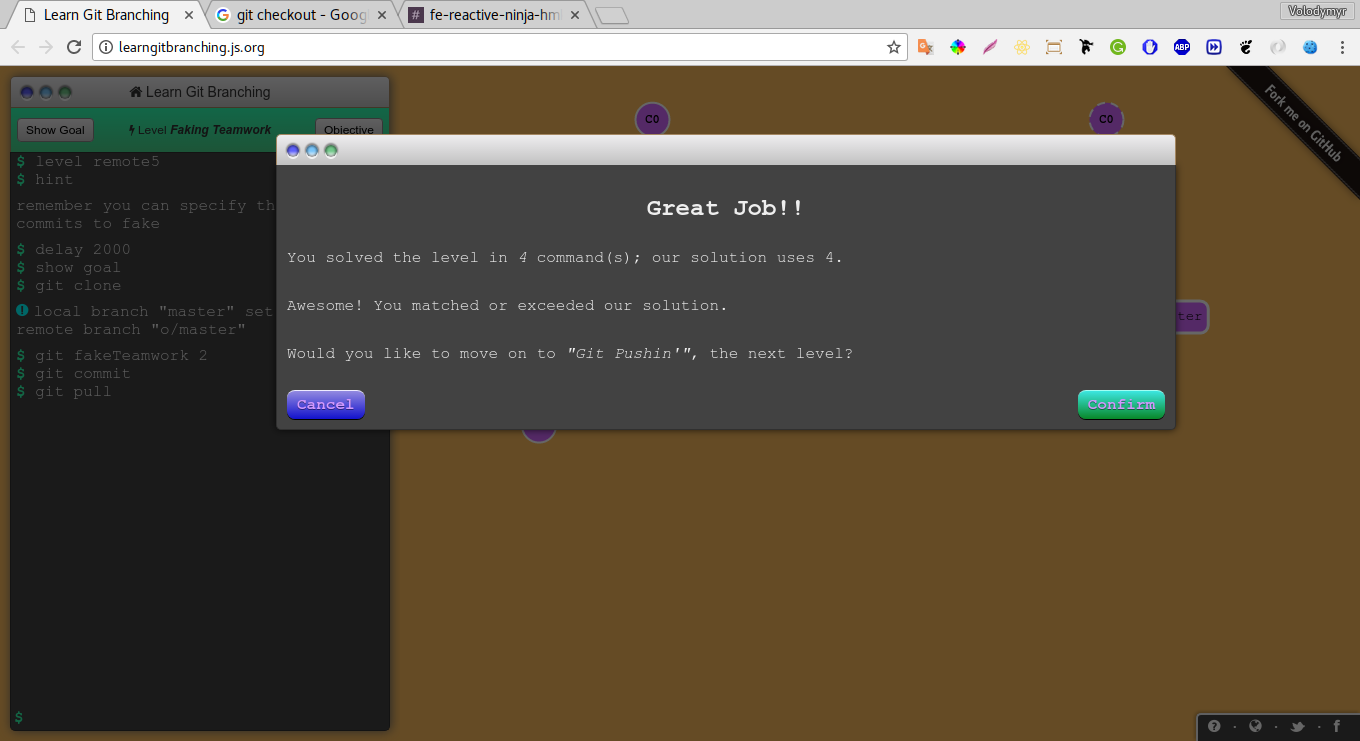 Learn Git Branching
git checkout - Goog
fe-reactive-ninja-hm
Volodymyr
learngitbranching.js.org
ABP
Learn Git Branching
Show Goal
Level Faking Teamwork
Objective
$ level remote5
$ hint
remember you can specify th
commits to fake
$ delay 2000
$ show goal
$ git clone
local branch "master" set
remote branch "o/master"
$ git fakeTeamwork 2
$ git commit
$ git pull
$
C0
C0
Fork me on GitHub
ter
Great Job!!
You solved the level in 4 command(s); our solution uses 4.
Awesome! You matched or exceeded our solution.
Would you like to move on to "Git Pushin'", the next level?
Cancel
Confirm